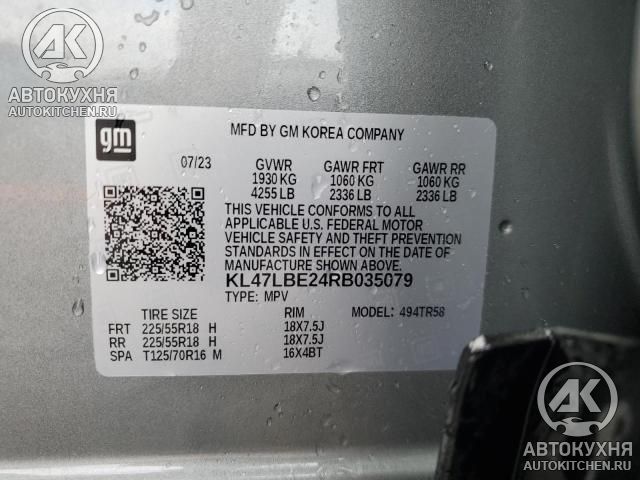 АВТОКУХНЯ
AUTOKITCHEN.RU
gm
MFD BY GM KOREA COMPANY
07/23 GVWR GAWR FRT GAWR RR
1930 KG 1060 KG 1060 KG
4255 LB 2336 LB 2336 LB
THIS VEHICLE CONFORMS TO ALL
APPLICABLE U.S. FEDERAL MOTOR
VEHICLE SAFETY AND THEFT PREVENTION
STANDARDS IN EFFECT ON THE DATE OF
MANUFACTURE SHOWN ABOVE.
KL47LBE24RB035079
TYPE: MPV
TIRE SIZE RIM MODEL: 494TR58
FRT 225/55R18 H 18X7.5J
RR 225/55R18 H 18X7.5J
SPA T125/70R16 M 16X4BT
АК
АВТОКУХНЯ
AUTOKITCHEN.RU